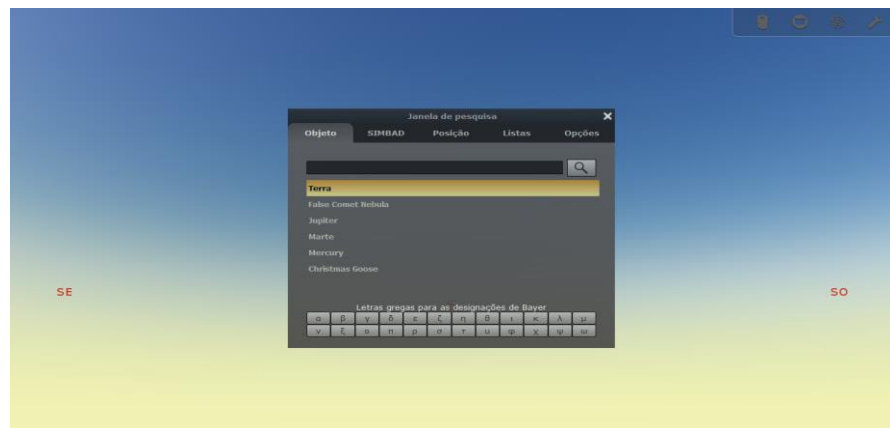 Janela de pesquisa
Objeto SIMBAD Posição Listas Opções
Terra
False Comet Nebula
Jupiter
Marte
Mercury
Christmas Goose
SE SO
Letras gregas para as designações de Bayer
α β γ δ ε ζ η θ ι κ λ μ
ν ξ ο π ρ σ τ υ φ χ ψ ω